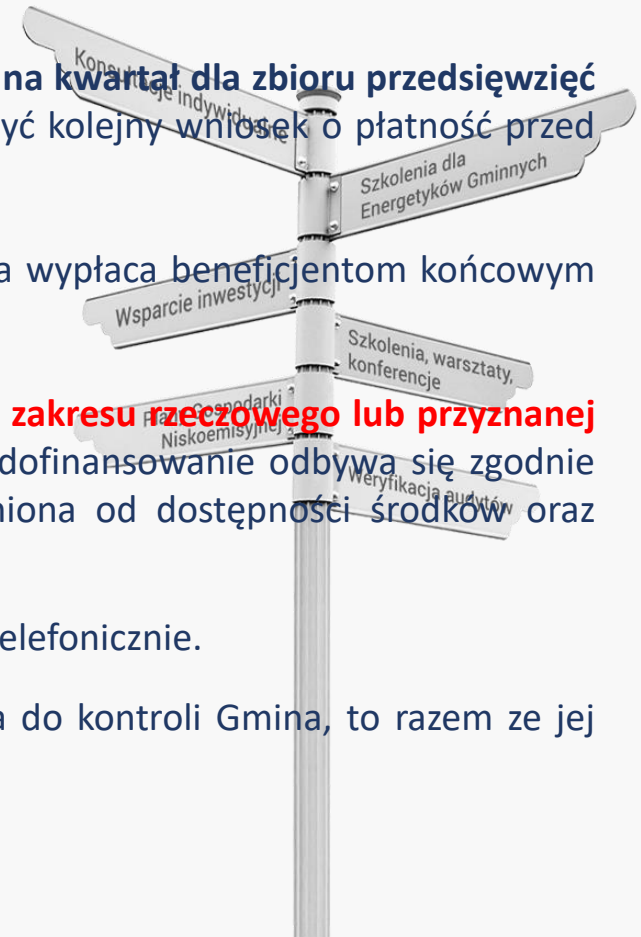 na kwartał dla zbioru przedsięwzięć
yć kolejny wniosek o płatność przed
a wypłaca beneficjentom końcowym
zakresu rzeczowego lub przyznanej
dofinansowanie odbywa się zgodnie
niona od dostępności środków oraz
elefonicznie.
a do kontroli Gmina, to razem ze jej
Konsultacje indywidualne
Szkolenia dla
Energetyków Gminnych
Wsparcie inwestycji
Szkolenia, warsztaty,
konferencje
Plany Gospodarki
Niskoemisyjnej
Weryfikacja audytów